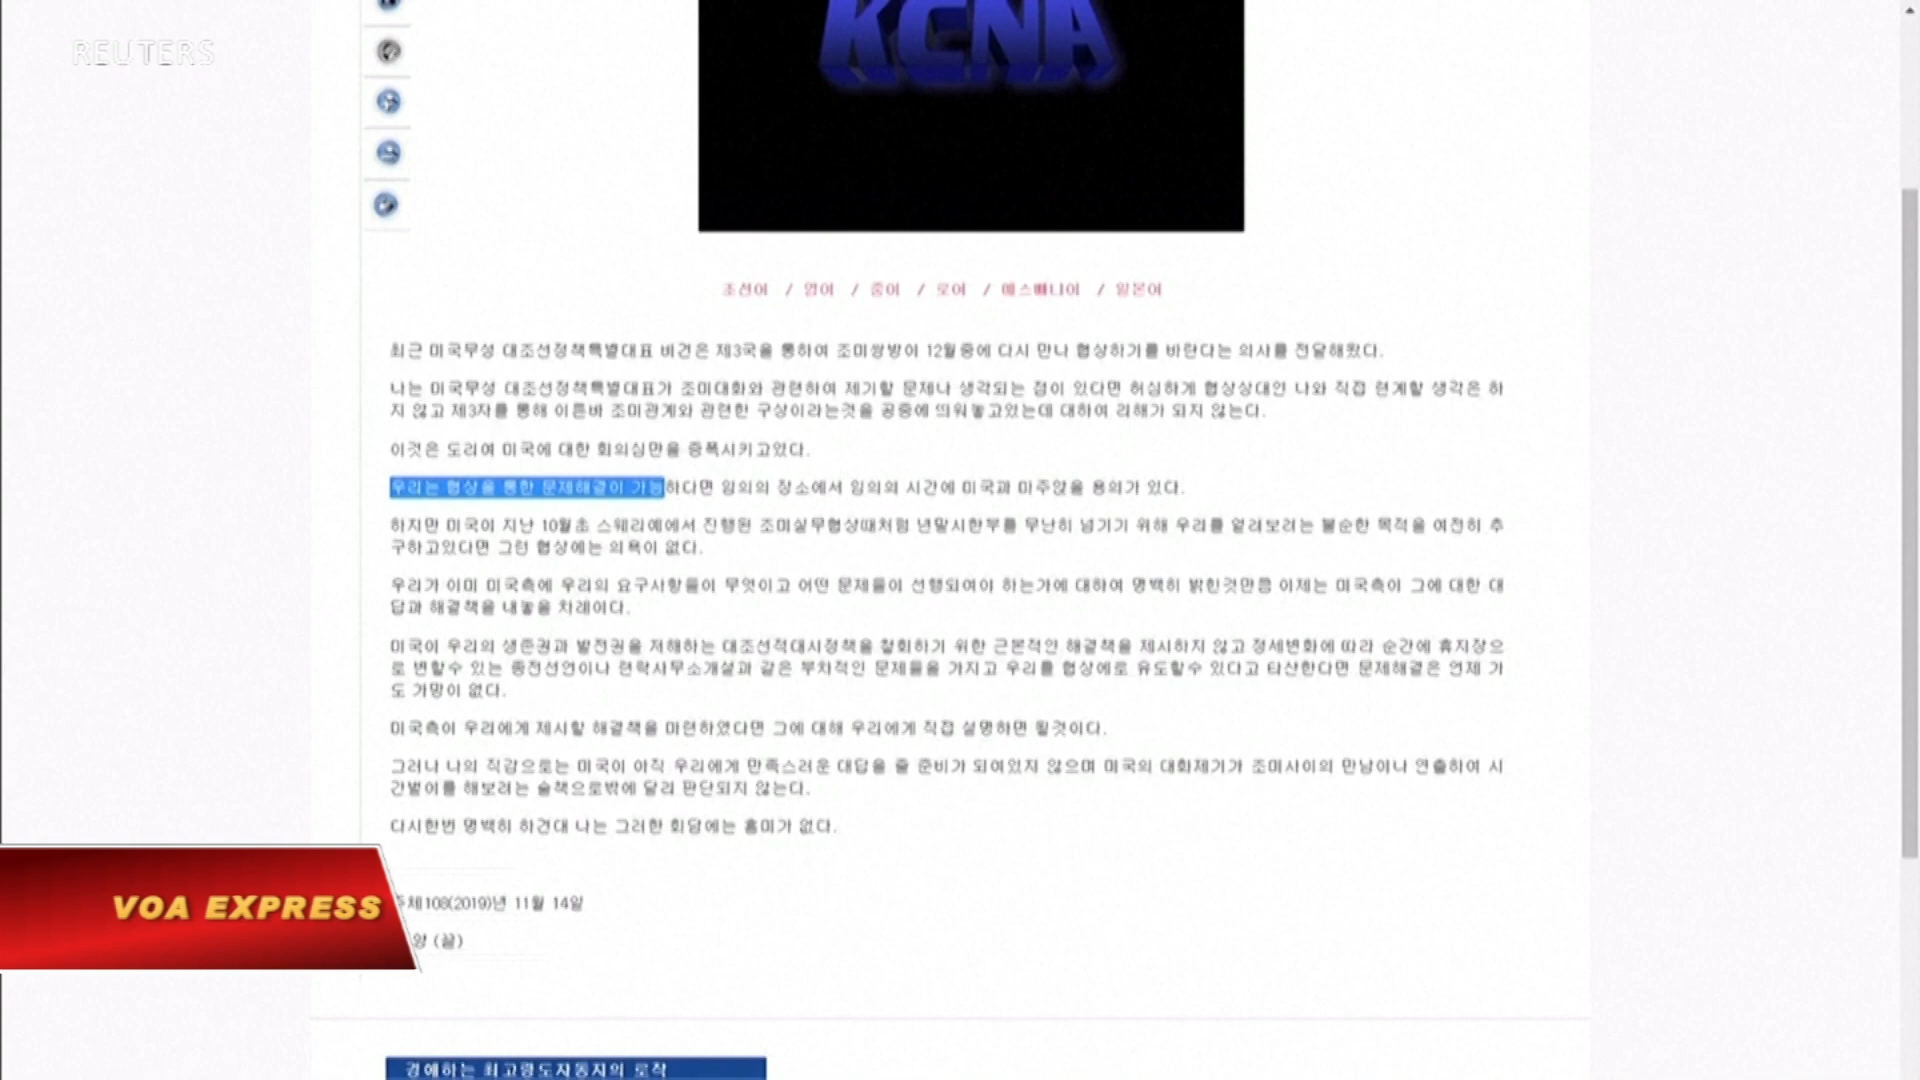 REUTERS
KCNA
조선어 / 영어 / 중어 / 로어 / 에스빠냐어 / 일본어
최근 미국무성 대조선정책특별대표 비건은 제3국을 통하여 조미쌍방이 12월중에 다시 만나 협상하기를 바란다는 의사를 전달해왔다.
나는 미국무성 대조선정책특별대표가 조미대화와 관련하여 제기할 문제나 생각되는 점이 있다면 허심하게 협상상대인 나와 직접 련계할 생각은 하
지 않고 제3자를 통해 이른바 조미관계와 관련한 구상이라는것을 공중에 띄워놓고있는데 대하여 리해가 되지 않는다.
이것은 도리여 미국에 대한 회의심만을 증폭시키고있다.
우리는 협상을 통한 문제해결이 가능하다면 임의의 장소에서 임의의 시간에 미국과 마주앉을 용의가 있다.
하지만 미국이 지난 10월초 스웨리예에서 진행된 조미실무협상때처럼 년말시한부를 무난히 넘기기 위해 우리를 얼려보려는 불순한 목적을 여전히 추
구하고있다면 그런 협상에는 의욕이 없다.
우리가 이미 미국측에 우리의 요구사항들이 무엇이고 어떤 문제들이 선행되여야 하는가에 대하여 명백히 밝힌것만큼 이제는 미국측이 그에 대한 대
답과 해결책을 내놓을 차례이다.
미국이 우리의 생존권과 발전권을 저해하는 대조선적대시정책을 철회하기 위한 근본적인 해결책을 제시하지 않고 정세변화에 따라 순간에 휴지장으
로 변할수 있는 종전선언이나 련락사무소개설과 같은 부차적인 문제들을 가지고 우리를 협상에로 유도할수 있다고 타산한다면 문제해결은 언제 가
도 가망이 없다.
미국측이 우리에게 제시할 해결책을 마련하였다면 그에 대해 우리에게 직접 설명하면 될것이다.
그러나 나의 직감으로는 미국이 아직 우리에게 만족스러운 대답을 줄 준비가 되여있지 않으며 미국의 대화제기가 조미사이의 만남이나 연출하여 시
간벌이를 해보려는 술책으로밖에 달리 판단되지 않는다.
다시한번 명백히 하건대 나는 그러한 회담에는 흥미가 없다.
주체108(2019)년 11월 14일
양 (끝)
VOA EXPRESS
경애하는 최고령도자동지의 로작